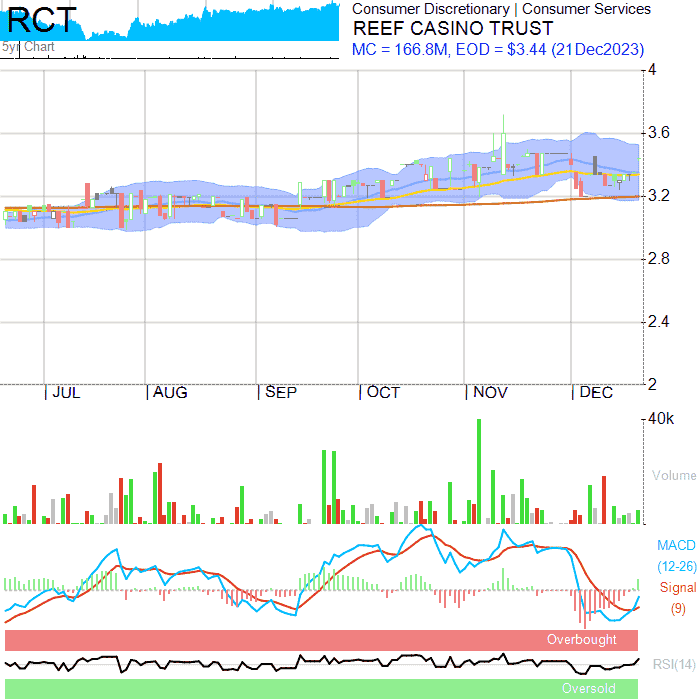 RCT
5yr Chart
Consumer Discretionary | Consumer Services
REEF CASINO TRUST
MC = 166.8M, EOD = $3.44 (21Dec2023)
4
3.6
3.2
2.8
2.4
2
| JUL | AUG | SEP | OCT | NOV | DEC
40k
Volume
MACD
(12-26)
Signal
(9)
Overbought
RSI(14)
Oversold